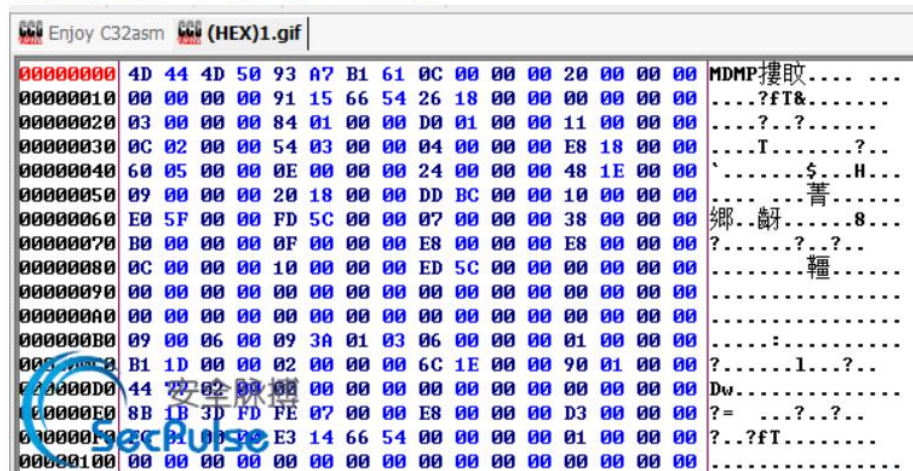 Enjoy C32asm (HEX)1.gif
00000000 4D 44 4D 50 93 A7 B1 61 0C 00 00 00 20 00 00 00 MDMP摟盿.... ...
00000010 00 00 00 00 91 15 66 54 26 18 00 00 00 00 00 00 ....?fT&.......
00000020 03 00 00 00 84 01 00 00 D0 01 00 00 11 00 00 00 ....?..?.......
00000030 0C 02 00 00 54 03 00 00 04 00 00 00 E8 18 00 00 ....T.......?..
00000040 60 05 00 00 0E 00 00 00 24 00 00 00 48 1E 00 00 `.......$...H...
00000050 09 00 00 00 20 18 00 00 DD BC 00 00 10 00 00 00 .... ...菁......
00000060 E0 5F 00 00 FD 5C 00 00 07 00 00 00 38 00 00 00 郷..齖......8...
00000070 B0 00 00 00 0F 00 00 00 E8 00 00 00 E8 00 00 00 ?.......?..?..
00000080 0C 00 00 00 10 00 00 00 ED 5C 00 00 00 00 00 00 ........韁......
00000090 00 00 00 00 00 00 00 00 00 00 00 00 00 00 00 00 ................
000000A0 00 00 00 00 00 00 00 00 00 00 00 00 00 00 00 00 ................
000000B0 09 00 06 00 09 3A 01 03 06 00 00 00 01 00 00 00 .....:..........
B1 1D 00 00 02 00 00 00 6C 1E 00 00 90 01 00 00 ?.......l...?..
00D0 44 02 00 00 00 00 00 00 00 00 00 00 00 00 Dw..............
00E0 8B 1B 3D FD FE 07 00 00 E8 00 00 00 D3 00 00 00 ?= ...?..?..
E3 14 66 54 00 00 00 00 01 00 00 00 ?..?fT..........
00000100 00 00 00 00 00 00 00 00 00 00 00 00 00 00 00 00 ................
安全脉搏
SecPulse